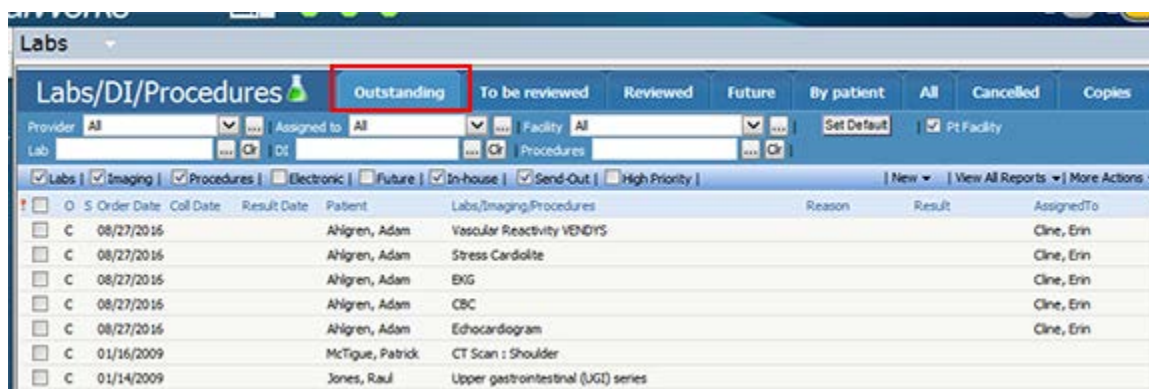 Labs
Labs/DI/Procedures Outstanding To be reviewed Reviewed Future By patient All Cancelled Copies
Provider All ... | Assigned to All ... | Facility All ... | Set Default | Pt Facility
Lab ... Clr | DI ... Clr | Procedures ... Clr |
Labs | Imaging | Procedures | Electronic | Future | In-house | Send-Out | High Priority | | New | View All Reports | More Actions
! O S Order Date Coll Date Result Date Patient Labs/Imaging/Procedures Reason Result AssignedTo
C 08/27/2016 Ahlgren, Adam Vascular Reactivity VENDYS Cline, Erin
C 08/27/2016 Ahlgren, Adam Stress Cardiolite Cline, Erin
C 08/27/2016 Ahlgren, Adam EKG Cline, Erin
C 08/27/2016 Ahlgren, Adam CBC Cline, Erin
C 08/27/2016 Ahlgren, Adam Echocardiogram Cline, Erin
C 01/16/2009 McTigue, Patrick CT Scan : Shoulder
C 01/14/2009 Jones, Raul Upper gastrointestinal (UGI) series